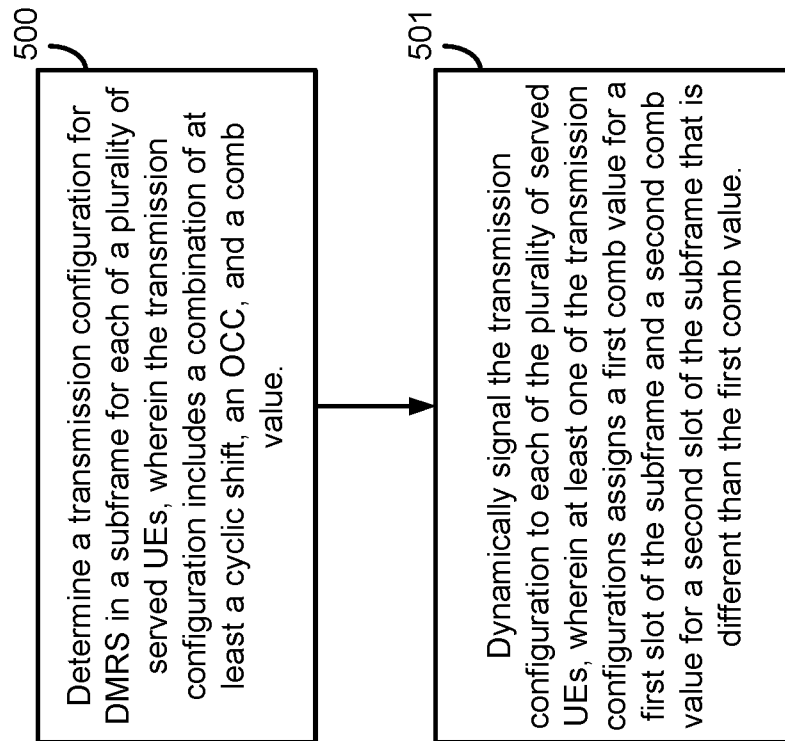 500
Determine a transmission configuration for
DMRS in a subframe for each of a plurality of
served UEs, wherein the transmission
configuration includes a combination of at
least a cyclic shift, an OCC, and a comb
value.
501
Dynamically signal the transmission
configuration to each of the plurality of served
UEs, wherein at least one of the transmission
configurations assigns a first comb value for a
first slot of the subframe and a second comb
value for a second slot of the subframe that is
different than the first comb value.